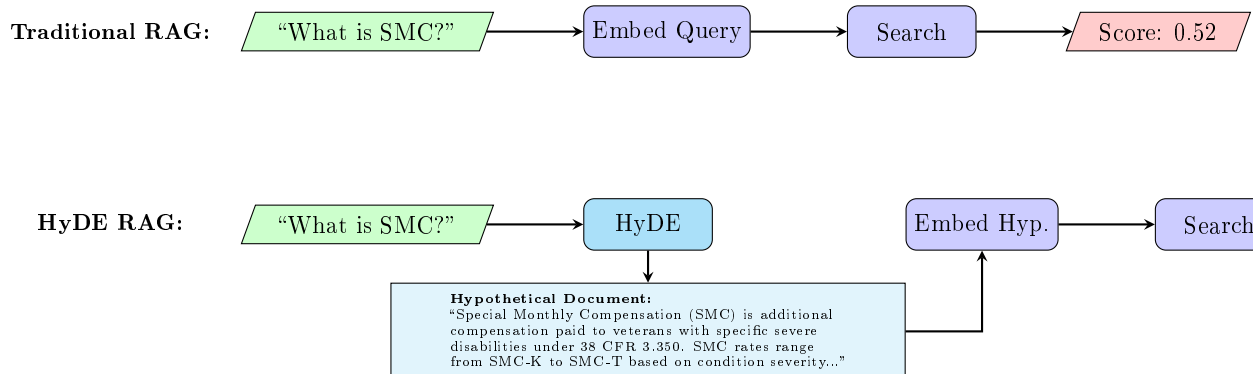 Traditional RAG:
“What is SMC?”
Embed Query
Search
Score: 0.52
HyDE RAG:
“What is SMC?”
HyDE
Embed Hyp.
Search
Hypothetical Document:
“Special Monthly Compensation (SMC) is additional
compensation paid to veterans with specific severe
disabilities under 38 CFR 3.350. SMC rates range
from SMC-K to SMC-T based on condition severity...”